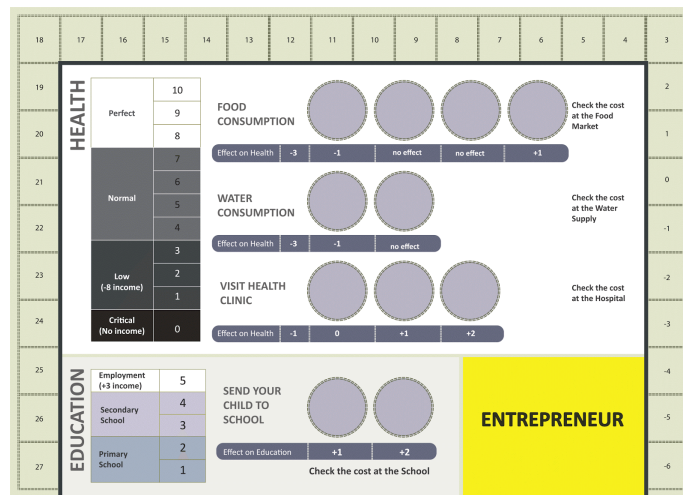 18 17 16 15 14 13 12 11 10 9 8 7 6 5 4 3
19
20
21
22
23
24
25
26
27
2
1
0
-1
-2
-3
-4
-5
-6
HEALTH
Perfect
10
9
8
Normal
7
6
5
4
Low
(-8 income)
3
2
1
Critical
(No income)
0
FOOD
CONSUMPTION
Check the cost
at the Food
Market
Effect on Health -3 -1 no effect no effect +1
WATER
CONSUMPTION
Check the cost
at the Water
Supply
Effect on Health -3 -1 no effect
VISIT HEALTH
CLINIC
Check the cost
at the Hospital
Effect on Health -1 0 +1 +2
EDUCATION
Employment
(+3 income)
5
Secondary
School
4
3
Primary
School
2
1
SEND YOUR
CHILD TO
SCHOOL
Effect on Education +1 +2
Check the cost at the School
ENTREPRENEUR